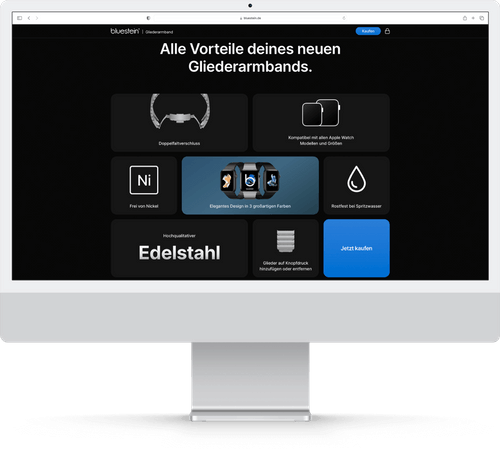 bluestein.de
bluestein | Gliederarmband
Kaufen
Alle Vorteile deines neuen
Gliederarmbands.
Doppelfaltverschluss
Kompatibel mit allen Apple Watch
Modellen und Größen
Ni
Frei von Nickel
Elegantes Design in 3 großartigen Farben
Rostfest bei Spritzwasser
Hochqualitativer
Edelstahl
Glieder auf Knopfdruck
hinzufügen oder entfernen
Jetzt kaufen